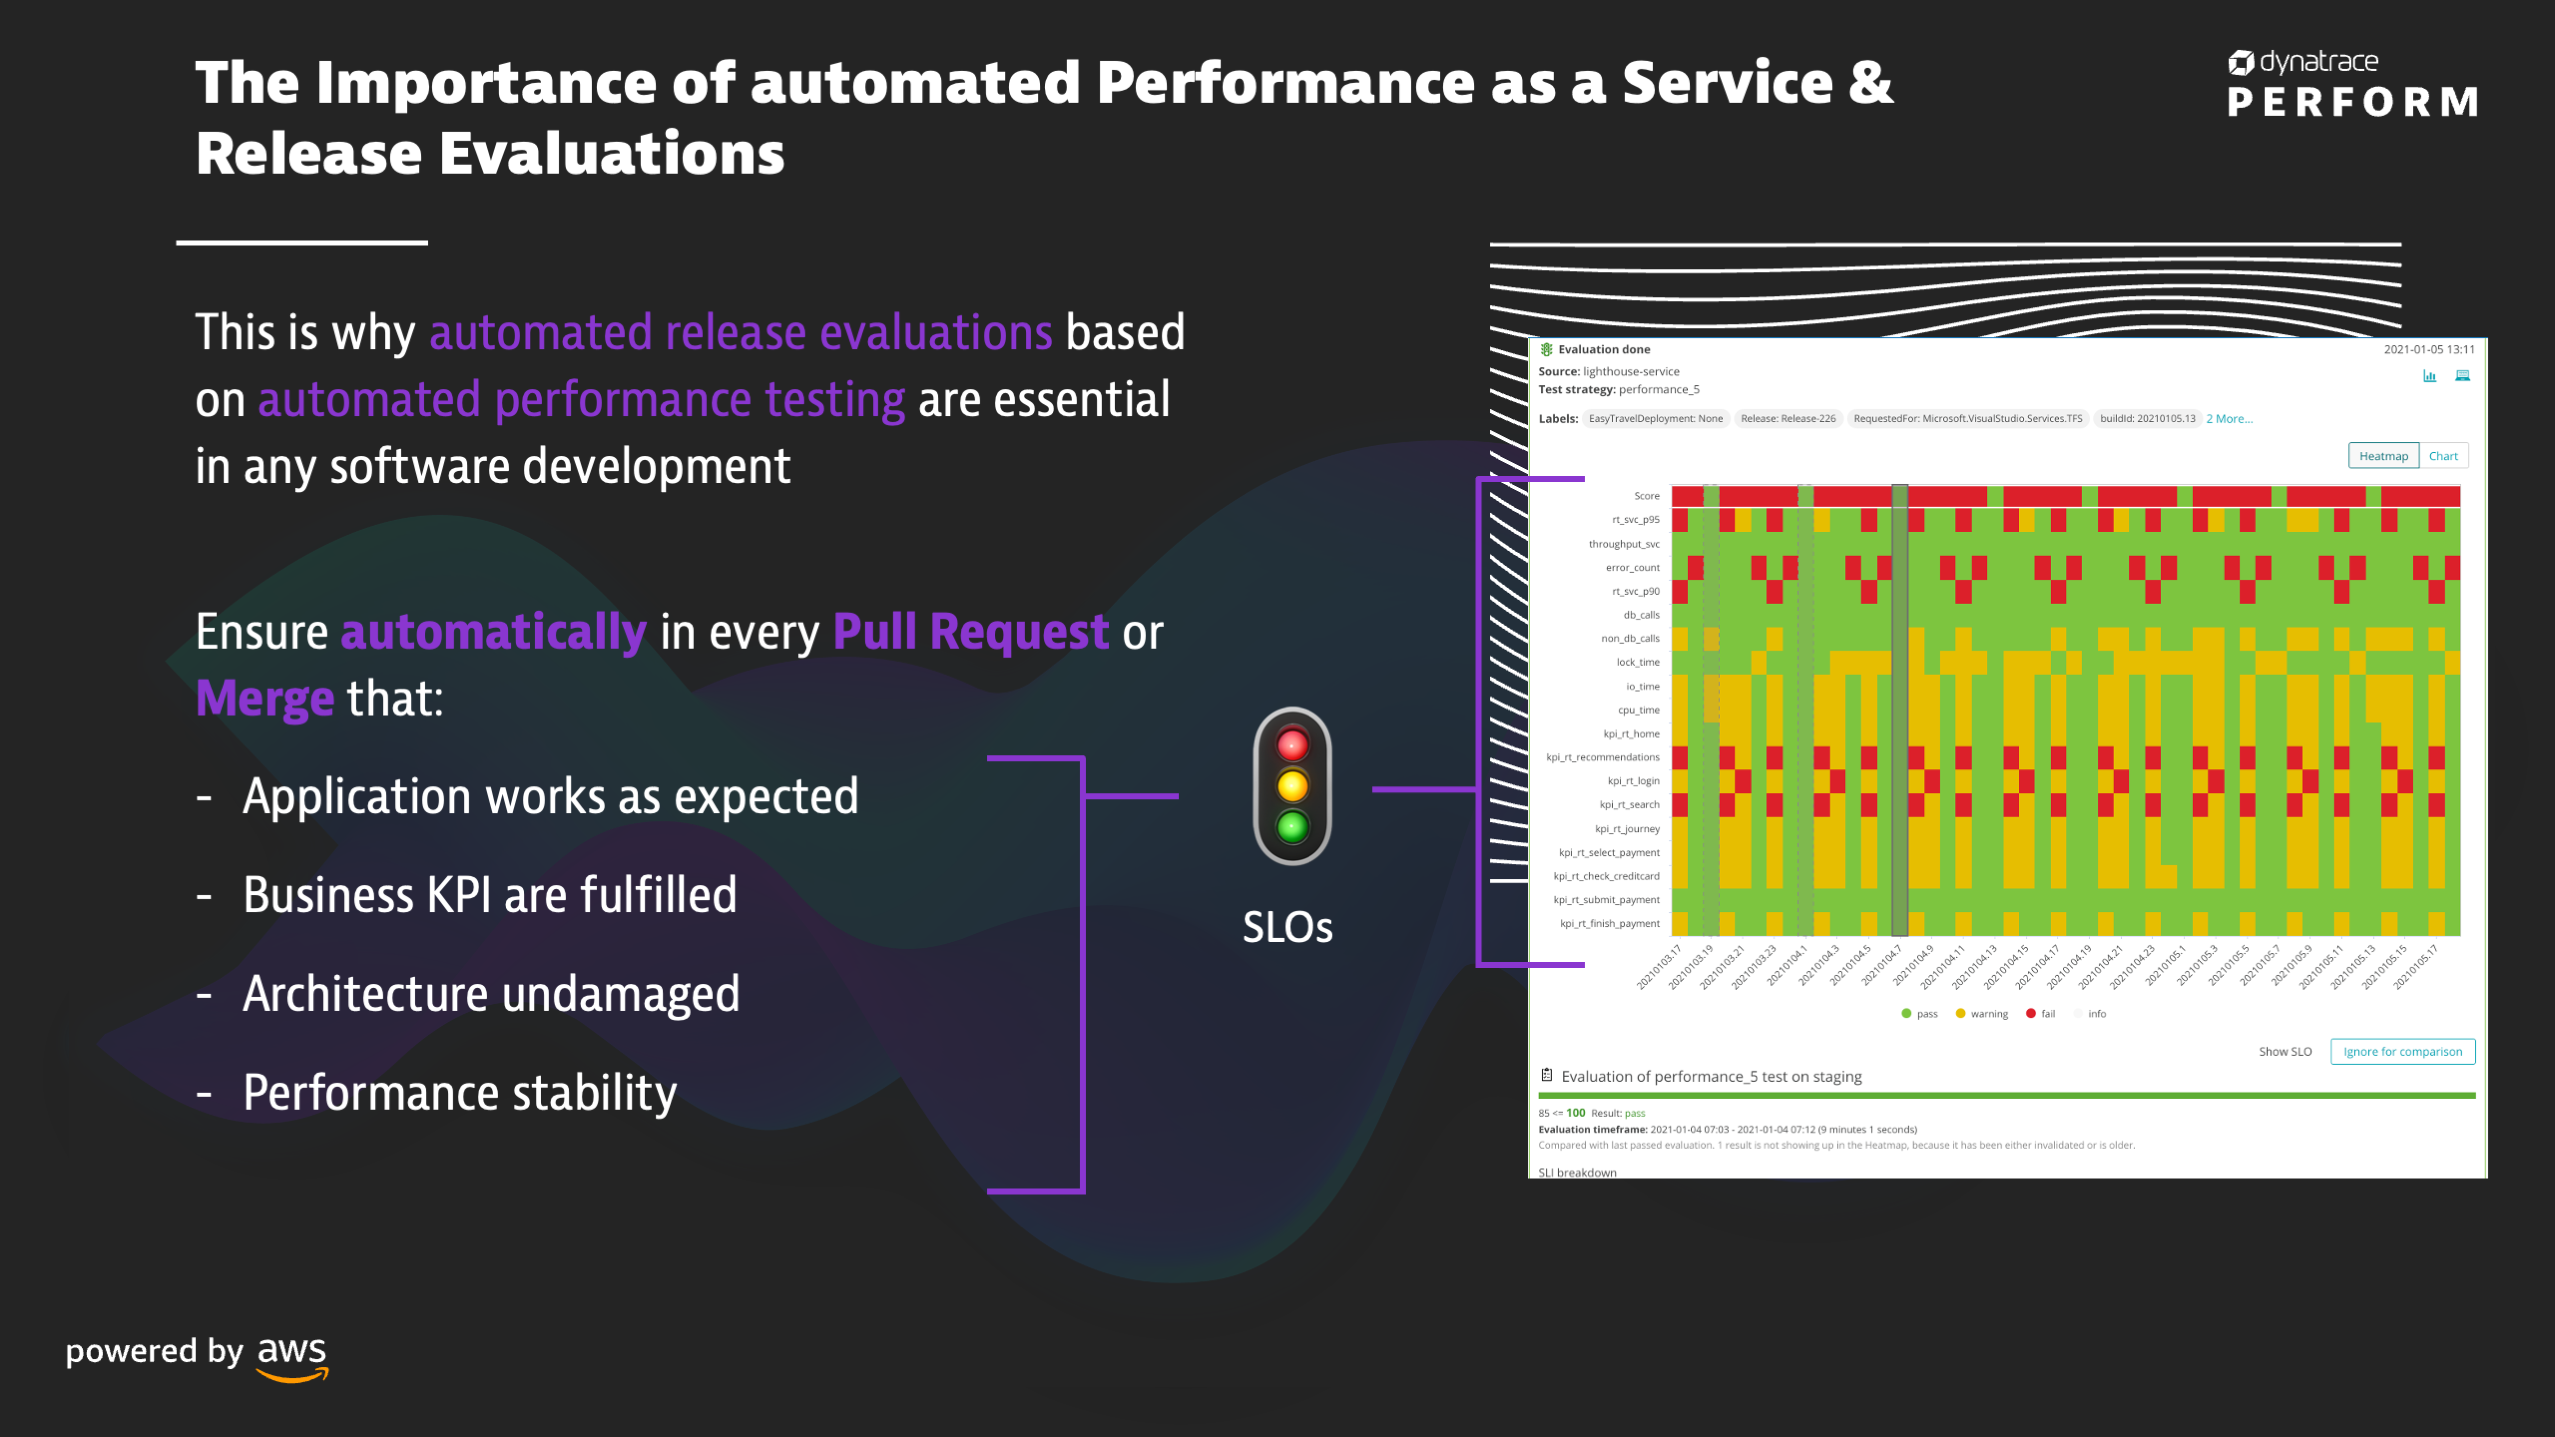 The Importance of automated Performance as a Service &
Release Evaluations
dynatrace
PERFORM
This is why automated release evaluations based
on automated performance testing are essential
in any software development
Ensure automatically in every Pull Request or
Merge that:
- Application works as expected
- Business KPI are fulfilled
- Architecture undamaged
- Performance stability
SLOs
Evaluation done
2021-01-05 13:11
Source: lighthouse-service
Test strategy: performance_5
Labels: EasyTravelDeployment: None Release: Release-226 RequestedFor: Microsoft.VisualStudio.Services.TFS buildId: 20210105.13 2 More...
Heatmap Chart
Score
rt_svc_p95
throughput_svc
error_count
rt_svc_p90
db_calls
non_db_calls
lock_time
io_time
cpu_time
kpi_rt_home
kpi_rt_recommendations
kpi_rt_login
kpi_rt_search
kpi_rt_journey
kpi_rt_select_payment
kpi_rt_check_creditcard
kpi_rt_submit_payment
kpi_rt_finish_payment
20210103.17 20210103.19 20210103.21 20210103.23 20210104.1 20210104.3 20210104.5 20210104.7 20210104.9 20210104.11 20210104.13 20210104.15 20210104.17 20210104.19 20210104.21 20210104.23 20210105.1 20210105.3 20210105.5 20210105.7 20210105.9 20210105.11 20210105.13 20210105.15 20210105.17
pass warning fail info
Show SLO Ignore for comparison
Evaluation of performance_5 test on staging
85 <= 100 Result: pass
Evaluation timeframe: 2021-01-04 07:03 - 2021-01-04 07:12 (9 minutes 1 seconds)
Compared with last passed evaluation. 1 result is not showing up in the Heatmap, because it has been either invalidated or is older.
SLI breakdown
powered by aws